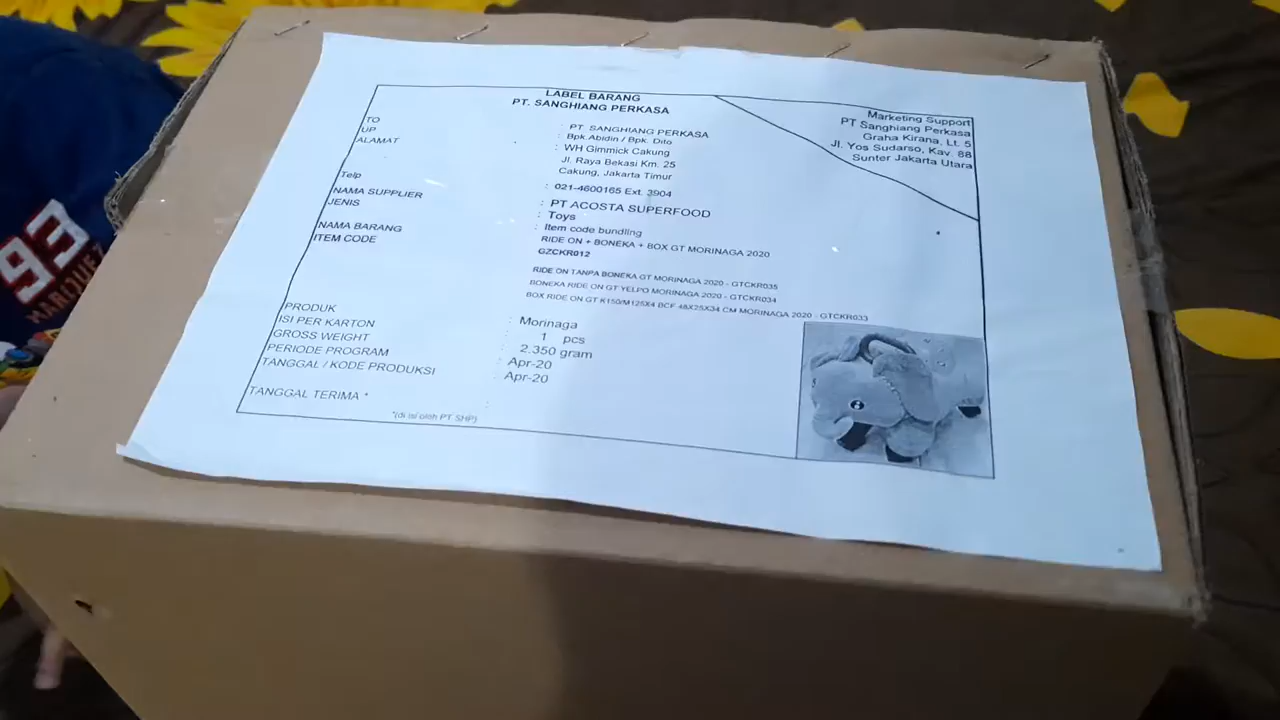 LABEL BARANG
PT. SANGHIANG PERKASA
Marketing Support
PT Sanghiang Perkasa
Graha Kirana, Lt. 5
Jl. Yos Sudarso, Kav. 88
Sunter Jakarta Utara
TO : PT. SANGHIANG PERKASA
UP : Bpk.Abidin / Bpk. Dito
ALAMAT : WH Gimmick Cakung
Jl. Raya Bekasi Km. 25
Cakung, Jakarta Timur
Telp : 021-4600165 Ext. 3904
NAMA SUPPLIER : PT ACOSTA SUPERFOOD
JENIS : Toys
NAMA BARANG : Item code bundling
RIDE ON + BONEKA + BOX GT MORINAGA 2020
ITEM CODE GZCKR012
RIDE ON TANPA BONEKA GT MORINAGA 2020 - GTCKR035
BONEKA RIDE ON GT YELPO MORINAGA 2020 - GTCKR034
BOX RIDE ON GT K150/M125X4 BCF 48X25X34 CM MORINAGA 2020 - GTCKR033
PRODUK : Morinaga
ISI PER KARTON : 1 pcs
GROSS WEIGHT : 2.350 gram
PERIODE PROGRAM : Apr-20
TANGGAL / KODE PRODUKSI : Apr-20
TANGGAL TERIMA * :
*(di isi oleh PT SHP)
93
MARQUEZ